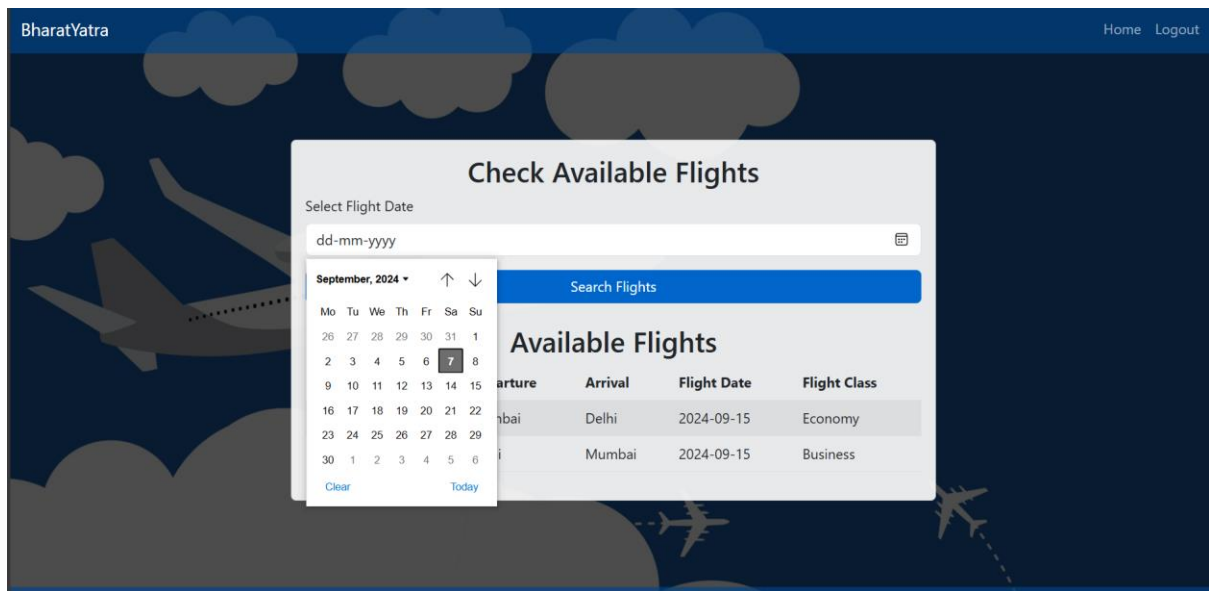 BharatYatra Home Logout
Check Available Flights
Select Flight Date
dd-mm-yyyy
Search Flights
September, 2024
Mo Tu We Th Fr Sa Su
26 27 28 29 30 31 1
2 3 4 5 6 7 8
9 10 11 12 13 14 15
16 17 18 19 20 21 22
23 24 25 26 27 28 29
30 1 2 3 4 5 6
Clear Today
Available Flights
arture Arrival Flight Date Flight Class
nbai Delhi 2024-09-15 Economy
i Mumbai 2024-09-15 Business